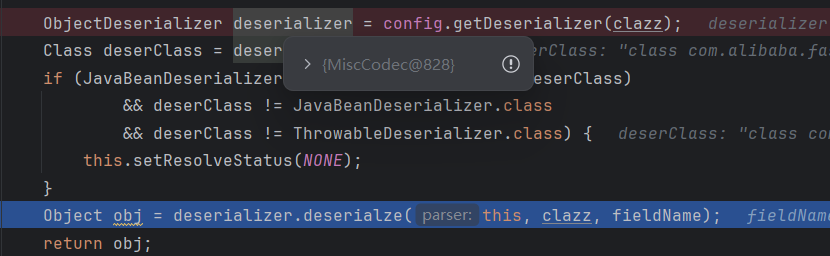 ObjectDeserializer deserializer = config.getDeserializer(clazz);   deserializer
Class deserClass = deser   erClass: "class com.alibaba.fas
{MiscCodec@828}
if (JavaBeanDeserializer   eserClass)
&& deserClass != JavaBeanDeserializer.class
&& deserClass != ThrowableDeserializer.class) {   deserClass: "class com
this.setResolveStatus(NONE);
}
Object obj = deserializer.deserialze( parser: this, clazz, fieldName);   fieldName
return obj;